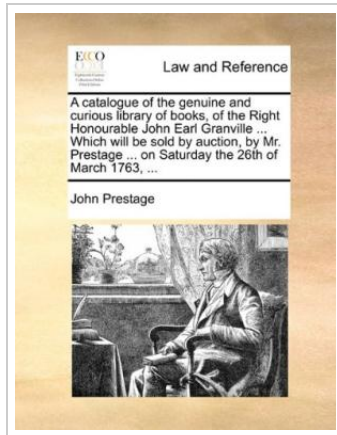 ECCO
Law and Reference
A catalogue of the genuine and
curious library of books, of the Right
Honourable John Earl Granville ...
Which will be sold by auction, by Mr.
Prestage ... on Saturday the 26th of
March 1763, ...
John Prestage